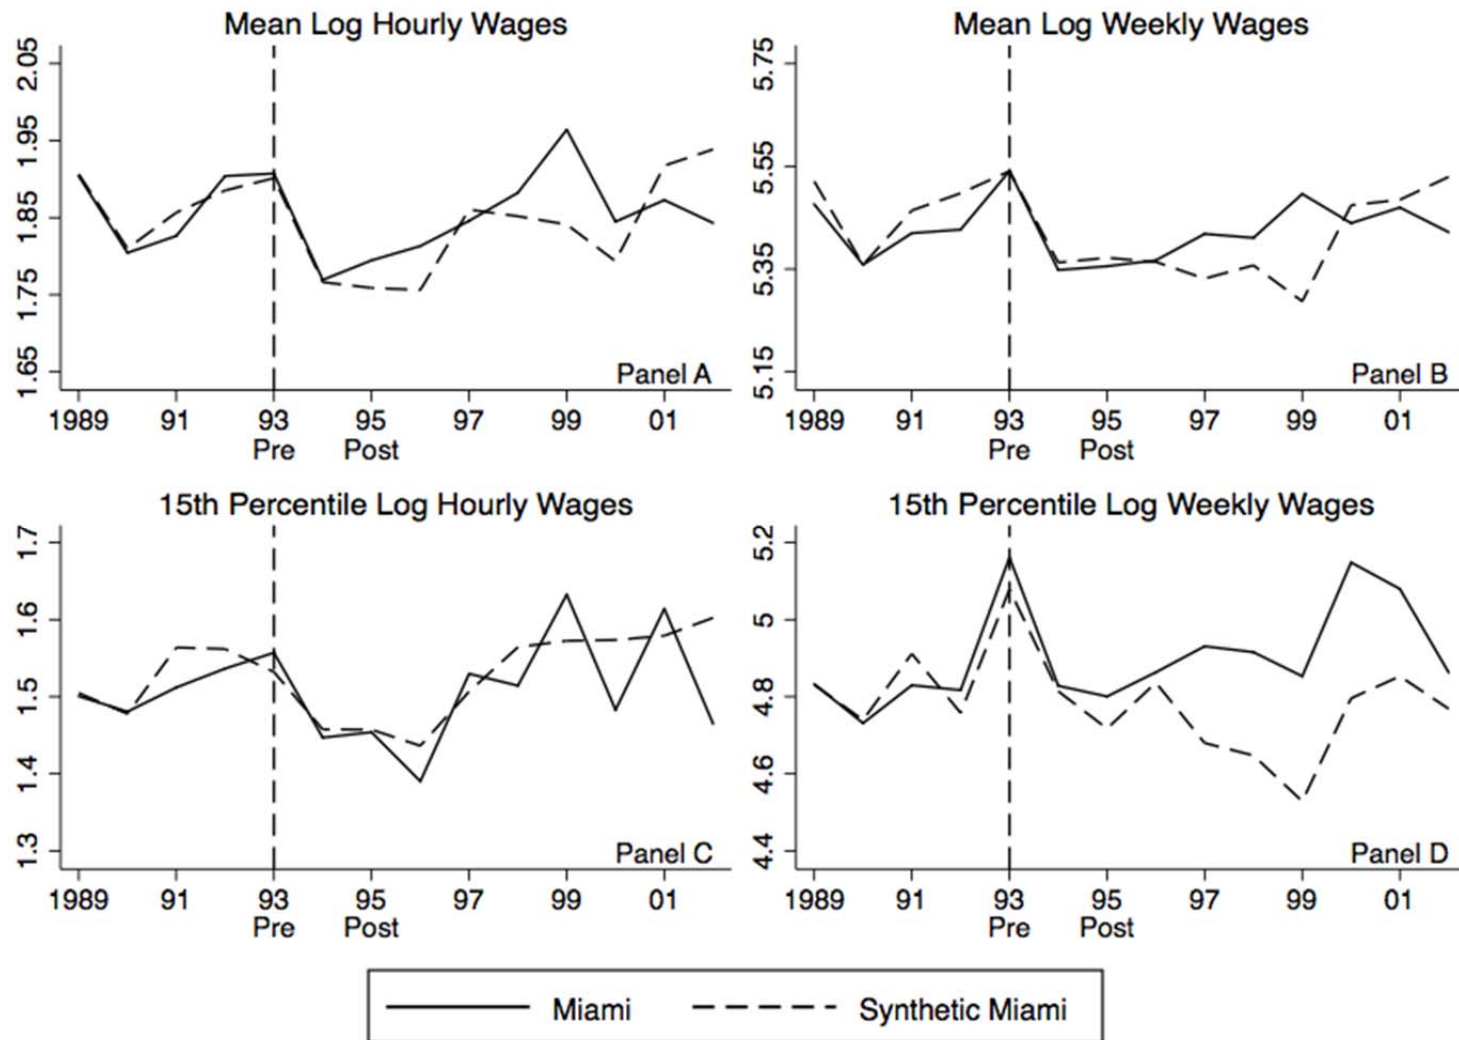 Mean Log Hourly Wages
2.05
1.95
1.85
1.75
1.65
Panel A
1989 91 93 95 97 99 01
Pre Post
Mean Log Weekly Wages
5.75
5.55
5.35
5.15
Panel B
1989 91 93 95 97 99 01
Pre Post
15th Percentile Log Hourly Wages
1.7
1.6
1.5
1.4
1.3
Panel C
1989 91 93 95 97 99 01
Pre Post
15th Percentile Log Weekly Wages
5.2
5
4.8
4.6
4.4
Panel D
1989 91 93 95 97 99 01
Pre Post
Miami Synthetic Miami